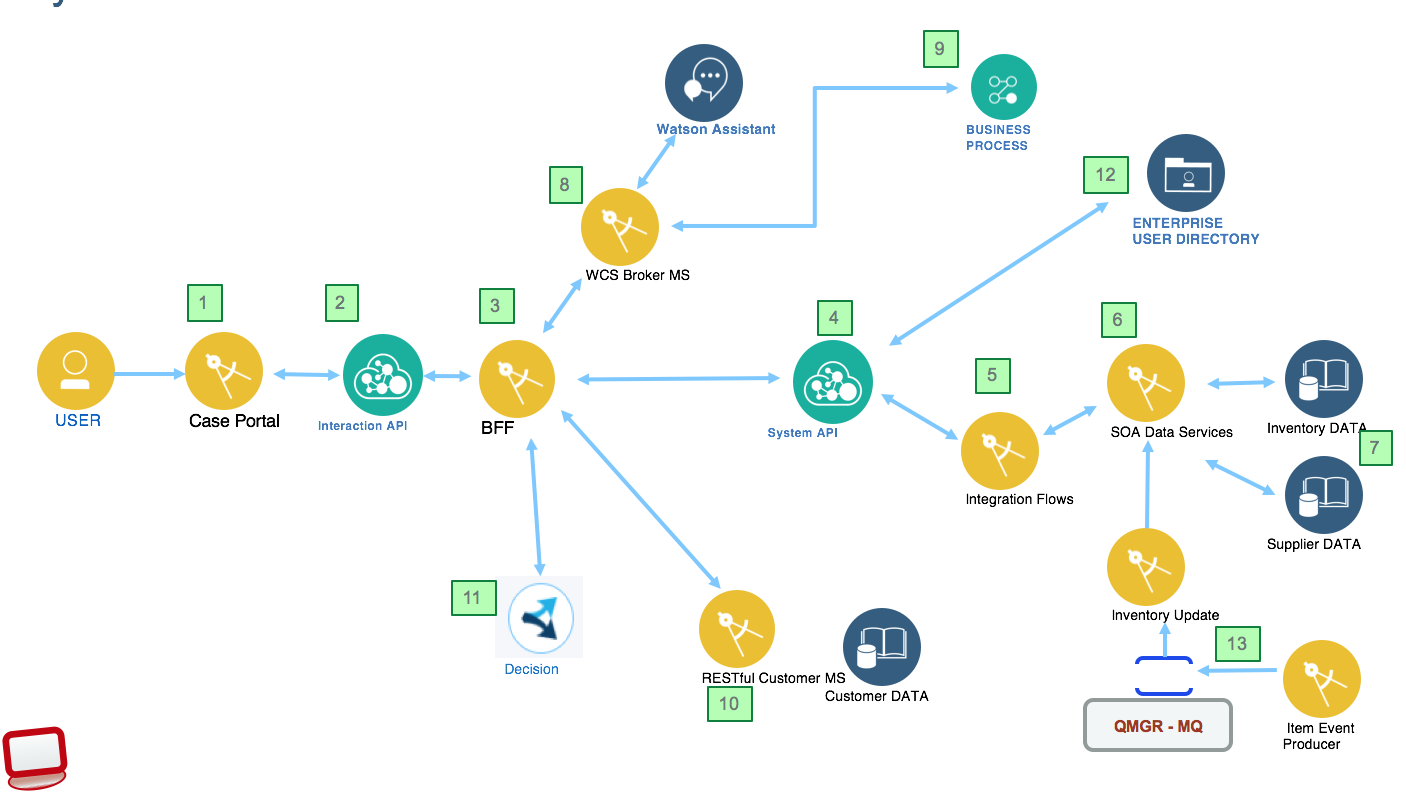 9
Watson Assistant
BUSINESS
PROCESS
12
8
ENTERPRISE
USER DIRECTORY
WCS Broker MS
1
2
3
4
6
5
USER
Case Portal
Interaction API
BFF
System API
SOA Data Services
Inventory DATA
7
Integration Flows
Supplier DATA
11
Inventory Update
13
Decision
RESTful Customer MS
Customer DATA
10
QMGR - MQ
Item Event
Producer